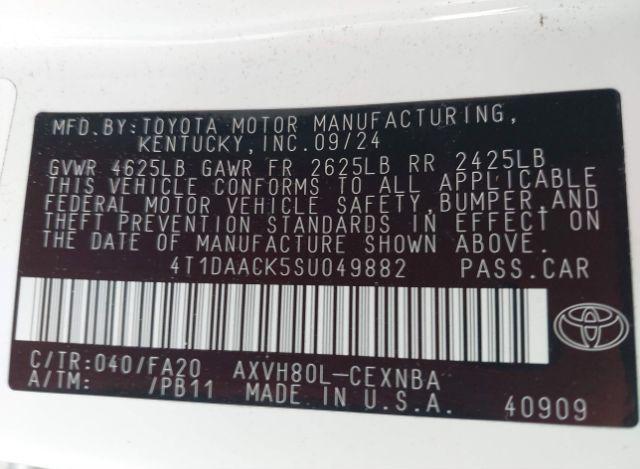 MFD.BY:TOYOTA MOTOR MANUFACTURING,
KENTUCKY,INC.09/24
GVWR 4625LB GAWR FR 2625LB RR 2425LB
THIS VEHICLE CONFORMS TO ALL APPLICABLE
FEDERAL MOTOR VEHICLE SAFETY,BUMPER,AND
THEFT PREVENTION STANDARDS IN EFFECT ON
THE DATE OF MANUFACTURE SHOWN ABOVE.
4T1DAACK5SU049882 PASS.CAR
C/TR:040/FA20 AXVH80L-CEXNBA
A/TM: /PB11 MADE IN U.S.A. 40909